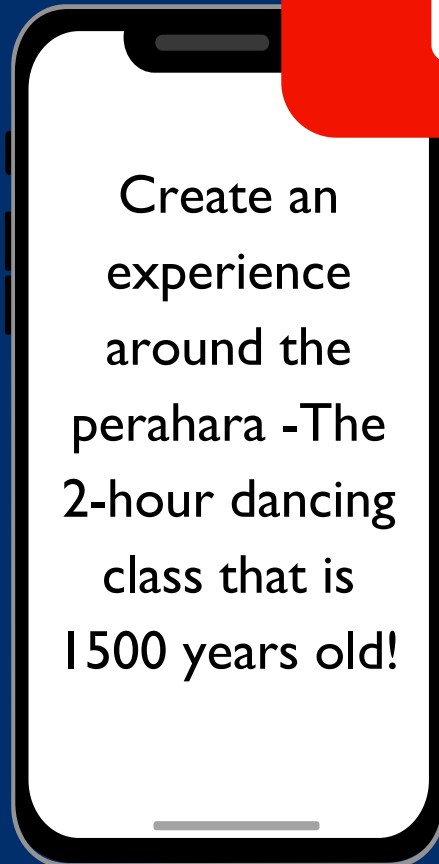 Create an
experience
around the
perahara -The
2-hour dancing
class that is
1500 years old!